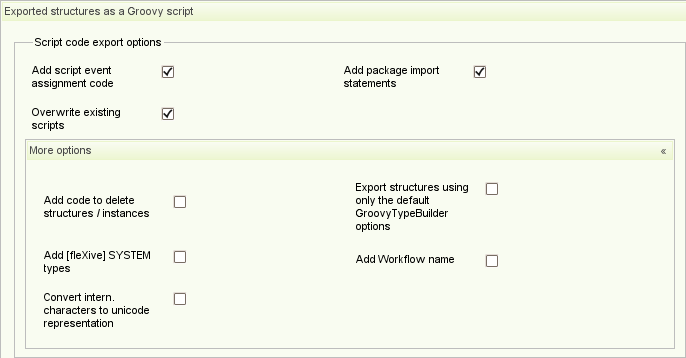 Exported structures as a Groovy script
Script code export options
Add script event
assignment code
Add package import
statements
Overwrite existing
scripts
More options «
Add code to delete
structures / instances
Export structures using
only the default
GroovyTypeBuilder
options
Add [fleXive] SYSTEM
types
Add Workflow name
Convert intern.
characters to unicode
representation